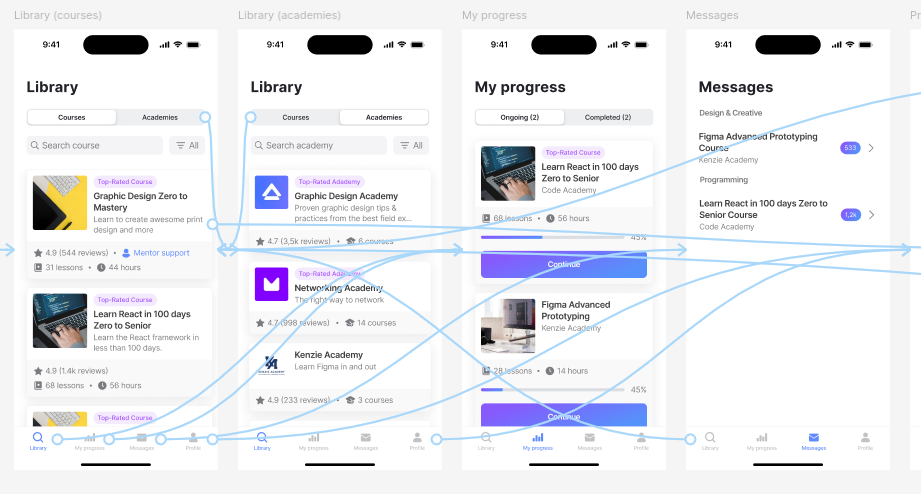 Library (courses)
Library (academies)
My progress
Messages
Pr
9:41
Library
Courses
Academies
Search course
All
Top-Rated Course
Graphic Design Zero to
Mastery
Learn to create awesome print
design and more
4.9 (544 reviews) • Mentor support
31 lessons • 44 hours
Top-Rated Course
Learn React in 100 days
Zero to Senior
Learn the React framework in
less than 100 days.
4.9 (1.4k reviews)
68 lessons • 56 hours
Top-Rated Course
Library
My progress
Messages
Profile
9:41
Library
Courses
Academies
Search academy
All
Top-Rated Adademy
Graphic Design Academy
Proven graphic design tips &
practices from the best field ex...
4.7 (3,5k reviews) • 6 courses
Top-Rated Academy
Networking Academy
The right way to network
4.7 (998 reviews) • 14 courses
Kenzie Academy
Learn Figma in and out
4.9 (233 reviews) • 3 courses
Library
My progress
Messages
Profile
9:41
My progress
Ongoing (2)
Completed (2)
Top-Rated Course
Learn React in 100 days
Zero to Senior
Code Academy
68 lessons • 56 hours
45%
Continue
Figma Advanced
Prototyping
Kenzie Academy
28 lessons • 14 hours
45%
Continue
Library
My progress
Messages
Profile
9:41
Messages
Design & Creative
Figma Advanced Prototyping
Course
Kenzie Academy
533
Programming
Learn React in 100 days to Zero to
Senior Course
Code Academy
1,2k
Library
My progress
Messages
Profile